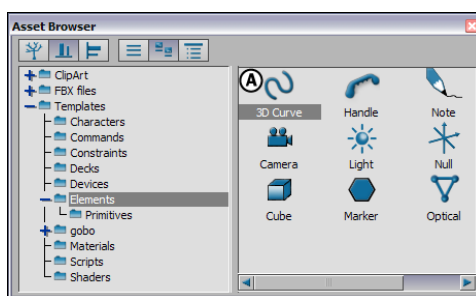 Asset Browser
ClipArt
FBX files
Templates
Characters
Commands
Constraints
Decks
Devices
Elements
Primitives
gobo
Materials
Scripts
Shaders
A
3D Curve Handle Note
Camera Light Null
Cube Marker Optical